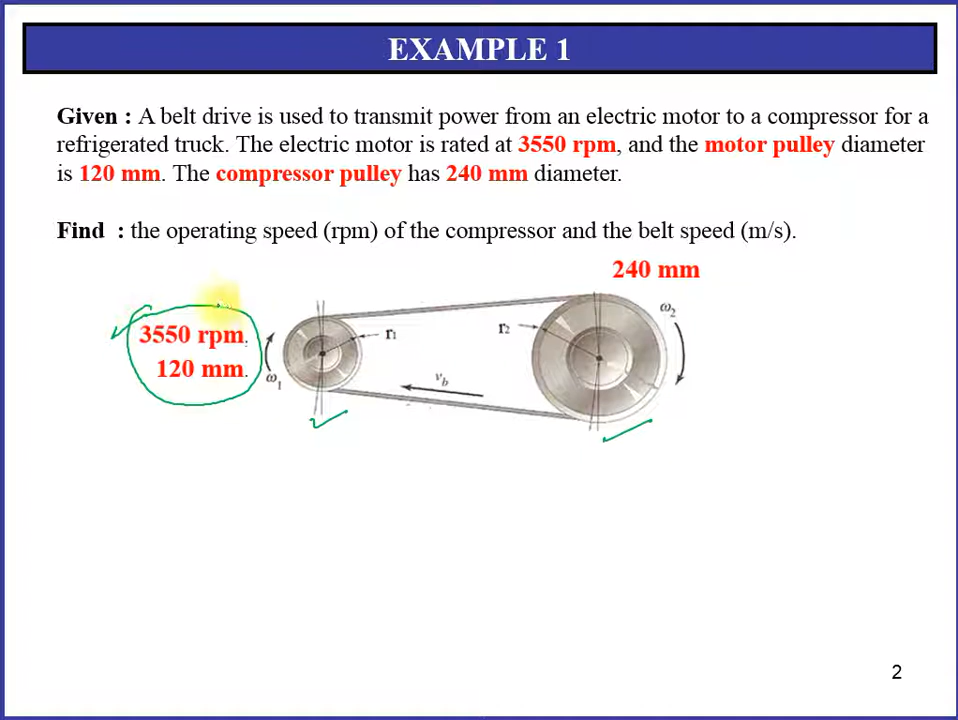 EXAMPLE 1
Given : A belt drive is used to transmit power from an electric motor to a compressor for a
refrigerated truck. The electric motor is rated at 3550 rpm, and the motor pulley diameter
is 120 mm. The compressor pulley has 240 mm diameter.
Find : the operating speed (rpm) of the compressor and the belt speed (m/s).
240 mm
3550 rpm.
120 mm.
ω1
r1
vb
r2
ω2
2